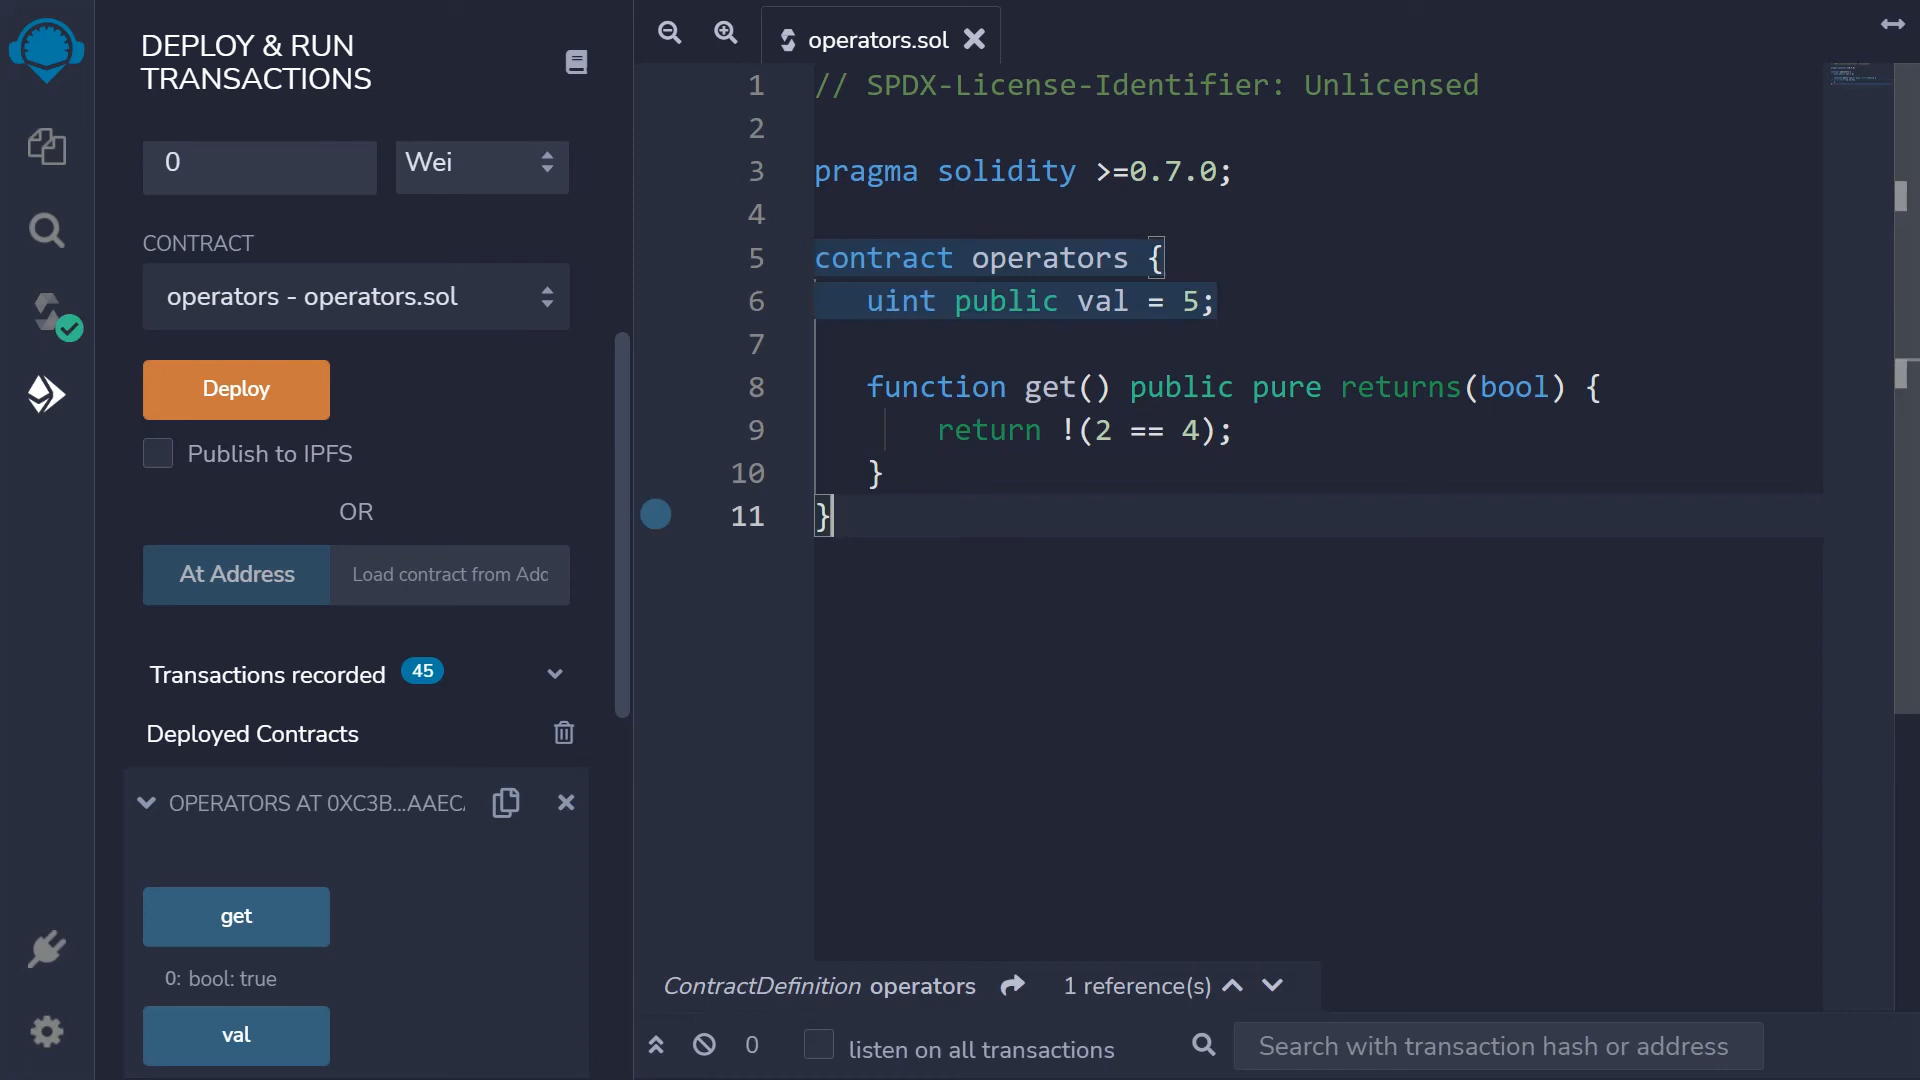 DEPLOY & RUN
TRANSACTIONS
0
Wei
CONTRACT
operators - operators.sol
Deploy
Publish to IPFS
OR
At Address
Load contract from Adc
Transactions recorded 45
Deployed Contracts
OPERATORS AT 0XC3B...AAECA
get
0: bool: true
val
operators.sol
1 // SPDX-License-Identifier: Unlicensed
2
3 pragma solidity >=0.7.0;
4
5 contract operators {
6 uint public val = 5;
7
8 function get() public pure returns(bool) {
9 return !(2 == 4);
10 }
11 }
ContractDefinition operators
1 reference(s)
0
listen on all transactions
Search with transaction hash or address